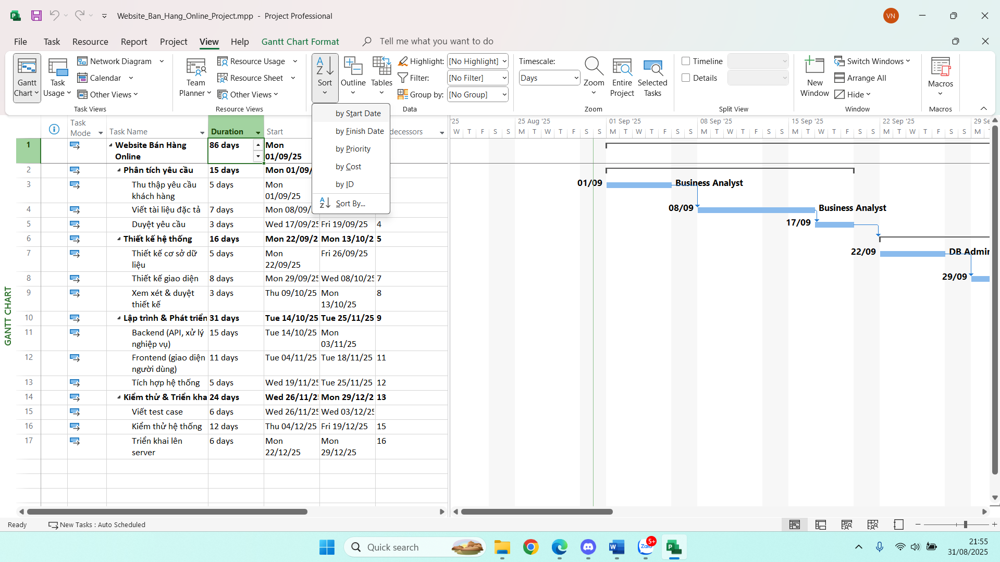 Website_Ban_Hang_Online_Project.mpp - Project Professional
VN
File Task Resource Report Project View Help Gantt Chart Format Tell me what you want to do
Gantt Chart
Task Usage
Network Diagram
Calendar
Other Views
Task Views
Team Planner
Resource Usage
Resource Sheet
Other Views
Resource Views
Sort
Outline
Tables
Highlight: [No Highlight]
Filter: [No Filter]
Group by: [No Group]
Data
Timescale:
Days
Zoom
Entire Project
Selected Tasks
Zoom
Timeline
Details
Split View
New Window
Switch Windows
Arrange All
Hide
Window
Macros
Macros
by Start Date
by Finish Date
by Priority
by Cost
by ID
Sort By...
Task Mode Task Name Duration Start decessors
1 Website Bán Hàng Online 86 days Mon 01/09/25
2 Phân tích yêu cầu 15 days Mon 01/09/
3 Thu thập yêu cầu khách hàng 5 days Mon 01/09/25
4 Viết tài liệu đặc tả 7 days Mon 08/09/
5 Duyệt yêu cầu 3 days Wed 17/09/25 Fri 19/09/25 4
6 Thiết kế hệ thống 16 days Mon 22/09/2 Mon 13/10/2 5
7 Thiết kế cơ sở dữ liệu 5 days Mon 22/09/25 Fri 26/09/25
8 Thiết kế giao diện 8 days Mon 29/09/25 Wed 08/10/25 7
9 Xem xét & duyệt thiết kế 3 days Thu 09/10/25 Mon 13/10/25 8
10 Lập trình & Phát triển 31 days Tue 14/10/25 Tue 25/11/25 9
11 Backend (API, xử lý nghiệp vụ) 15 days Tue 14/10/25 Mon 03/11/25
12 Frontend (giao diện người dùng) 11 days Tue 04/11/25 Tue 18/11/25 11
13 Tích hợp hệ thống 5 days Wed 19/11/25 Tue 25/11/25 12
14 Kiểm thử & Triển kha 24 days Wed 26/11/2 Mon 29/12/2 13
15 Viết test case 6 days Wed 26/11/25 Wed 03/12/25
16 Kiểm thử hệ thống 12 days Thu 04/12/25 Fri 19/12/25 15
17 Triển khai lên server 6 days Mon 22/12/25 Mon 29/12/25 16
GANTT CHART
'25 25 Aug '25 01 Sep '25 08 Sep '25 15 Sep '25 22 Sep '25 29 Se
W T F S S M T W T F S S M T W T F S S M T W T F S S M T W T F S S M T W T F S S M
01/09 Business Analyst
08/09 Business Analyst
17/09
22/09 DB Admin
29/09
Ready New Tasks : Auto Scheduled
Quick search
Zalo
5+
21:55
31/08/2025